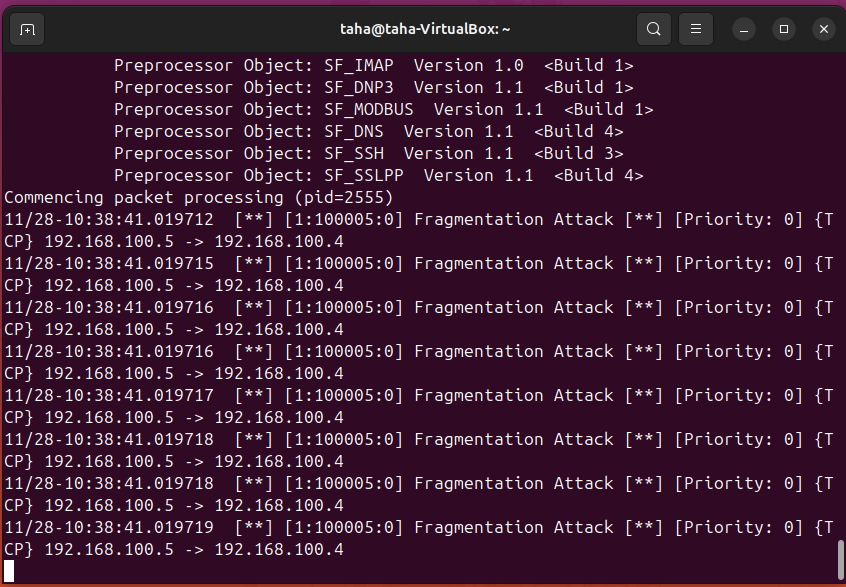 taha@taha-VirtualBox: ~
Preprocessor Object: SF_IMAP  Version 1.0  <Build 1>
Preprocessor Object: SF_DNP3  Version 1.1  <Build 1>
Preprocessor Object: SF_MODBUS  Version 1.1  <Build 1>
Preprocessor Object: SF_DNS  Version 1.1  <Build 4>
Preprocessor Object: SF_SSH  Version 1.1  <Build 3>
Preprocessor Object: SF_SSLPP  Version 1.1  <Build 4>
Commencing packet processing (pid=2555)
11/28-10:38:41.019712  [**] [1:100005:0] Fragmentation Attack [**] [Priority: 0] {T
CP} 192.168.100.5 -> 192.168.100.4
11/28-10:38:41.019715  [**] [1:100005:0] Fragmentation Attack [**] [Priority: 0] {T
CP} 192.168.100.5 -> 192.168.100.4
11/28-10:38:41.019716  [**] [1:100005:0] Fragmentation Attack [**] [Priority: 0] {T
CP} 192.168.100.5 -> 192.168.100.4
11/28-10:38:41.019716  [**] [1:100005:0] Fragmentation Attack [**] [Priority: 0] {T
CP} 192.168.100.5 -> 192.168.100.4
11/28-10:38:41.019717  [**] [1:100005:0] Fragmentation Attack [**] [Priority: 0] {T
CP} 192.168.100.5 -> 192.168.100.4
11/28-10:38:41.019718  [**] [1:100005:0] Fragmentation Attack [**] [Priority: 0] {T
CP} 192.168.100.5 -> 192.168.100.4
11/28-10:38:41.019718  [**] [1:100005:0] Fragmentation Attack [**] [Priority: 0] {T
CP} 192.168.100.5 -> 192.168.100.4
11/28-10:38:41.019719  [**] [1:100005:0] Fragmentation Attack [**] [Priority: 0] {T
CP} 192.168.100.5 -> 192.168.100.4